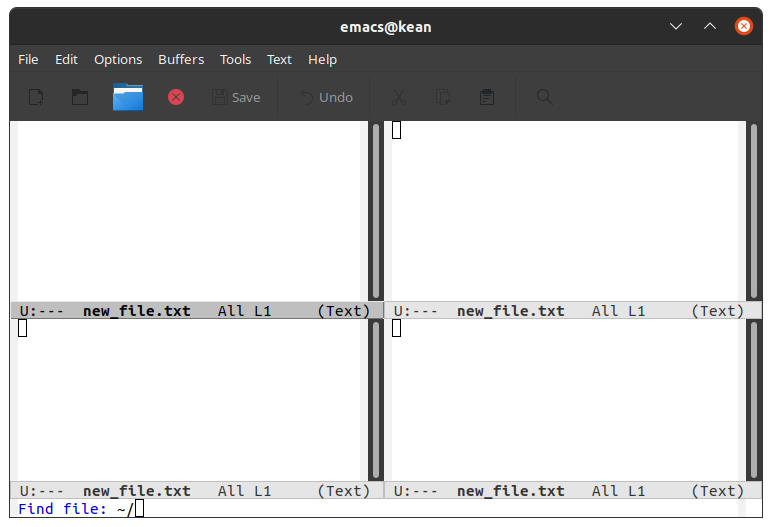 emacs@kean
File Edit Options Buffers Tools Text Help
Save Undo
U:--- new_file.txt All L1 (Text) U:--- new_file.txt All L1 (Text)
U:--- new_file.txt All L1 (Text) U:--- new_file.txt All L1 (Text)
Find file: ~/